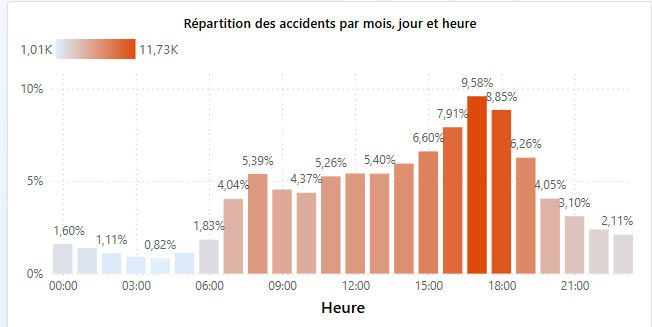 Répartition des accidents par mois, jour et heure
1,01K 11,73K
10%
5%
0%
1,60% 1,11% 0,82% 1,83% 4,04% 5,39% 4,37% 5,26% 5,40% 6,60% 7,91% 9,58% 8,85% 6,26% 4,05% 3,10% 2,11%
00:00 03:00 06:00 09:00 12:00 15:00 18:00 21:00
Heure